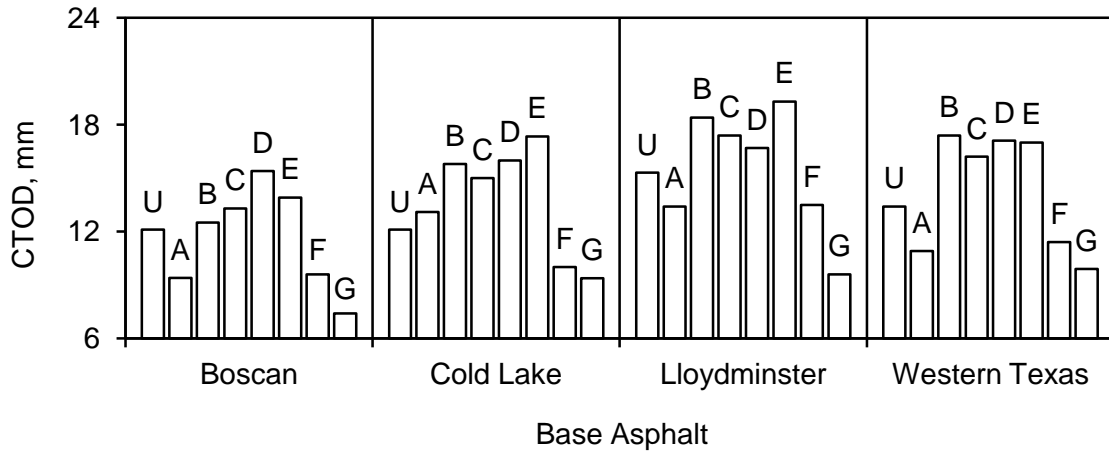 24
18
12
6
CTOD, mm
U A B C D E F G
U A B C D E F G
U A B C D E F G
U A B C D E F G
Boscan Cold Lake Lloydminster Western Texas
Base Asphalt